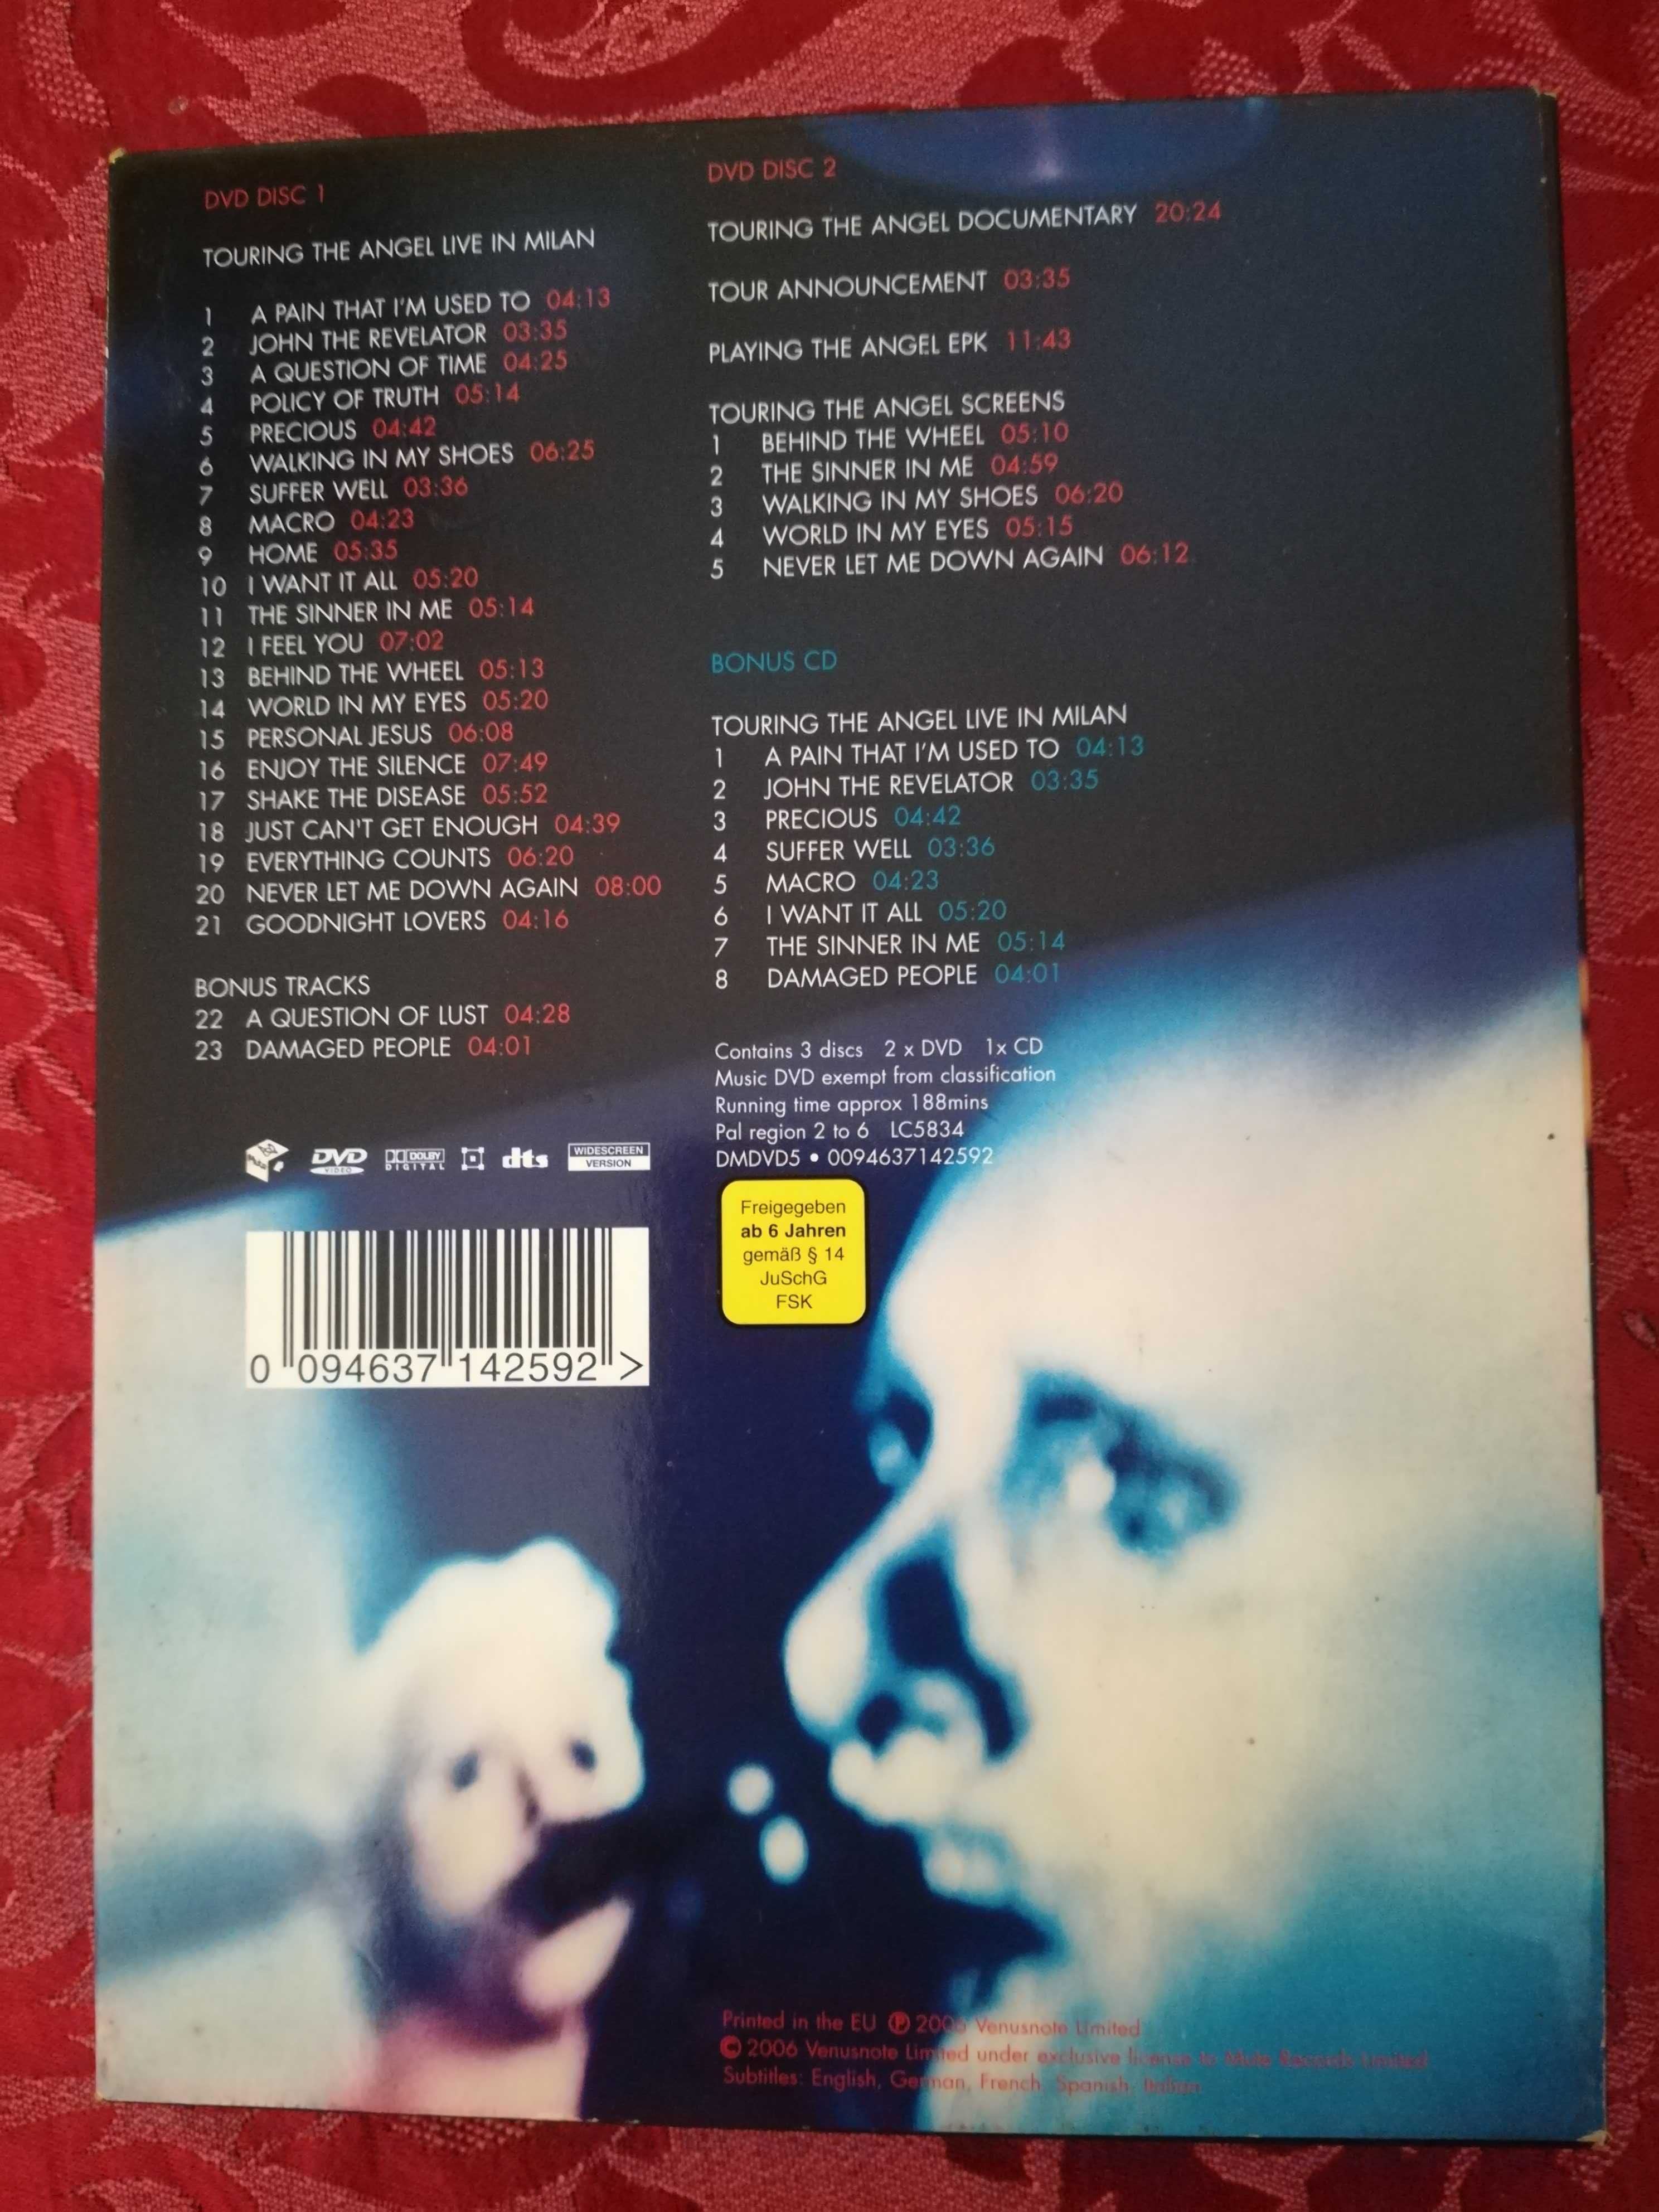 DVD DISC 1
TOURING THE ANGEL LIVE IN MILAN
1 A PAIN THAT I'M USED TO 04:13
2 JOHN THE REVELATOR 03:35
3 A QUESTION OF TIME 04:25
4 POLICY OF TRUTH 05:14
5 PRECIOUS 04:42
6 WALKING IN MY SHOES 06:25
7 SUFFER WELL 03:36
8 MACRO 04:23
9 HOME 05:35
10 I WANT IT ALL 05:20
11 THE SINNER IN ME 05:14
12 I FEEL YOU 07:02
13 BEHIND THE WHEEL 05:13
14 WORLD IN MY EYES 05:20
15 PERSONAL JESUS 06:08
16 ENJOY THE SILENCE 07:49
17 SHAKE THE DISEASE 05:52
18 JUST CAN'T GET ENOUGH 04:39
19 EVERYTHING COUNTS 06:20
20 NEVER LET ME DOWN AGAIN 08:00
21 GOODNIGHT LOVERS 04:16
BONUS TRACKS
22 A QUESTION OF LUST 04:28
23 DAMAGED PEOPLE 04:01
DVD VIDEO DOLBY DIGITAL dts WIDESCREEN VERSION
0 094637 142592 >
DVD DISC 2
TOURING THE ANGEL DOCUMENTARY 20:24
TOUR ANNOUNCEMENT 03:35
PLAYING THE ANGEL EPK 11:43
TOURING THE ANGEL SCREENS
1 BEHIND THE WHEEL 05:10
2 THE SINNER IN ME 04:59
3 WALKING IN MY SHOES 06:20
4 WORLD IN MY EYES 05:15
5 NEVER LET ME DOWN AGAIN 06:12
BONUS CD
TOURING THE ANGEL LIVE IN MILAN
1 A PAIN THAT I'M USED TO 04:13
2 JOHN THE REVELATOR 03:35
3 PRECIOUS 04:42
4 SUFFER WELL 03:36
5 MACRO 04:23
6 I WANT IT ALL 05:20
7 THE SINNER IN ME 05:14
8 DAMAGED PEOPLE 04:01
Contains 3 discs 2 x DVD 1x CD
Music DVD exempt from classification
Running time approx 188mins
Pal region 2 to 6 LC5834
DMDVD5 • 0094637142592
Freigegeben
ab 6 Jahren
gemäß § 14
JuSchG
FSK
Printed in the EU ℗ 2006 Venusnote Limited
© 2006 Venusnote Limited under exclusive license to Mute Records Limited
Subtitles: English, German, French, Spanish, Italian